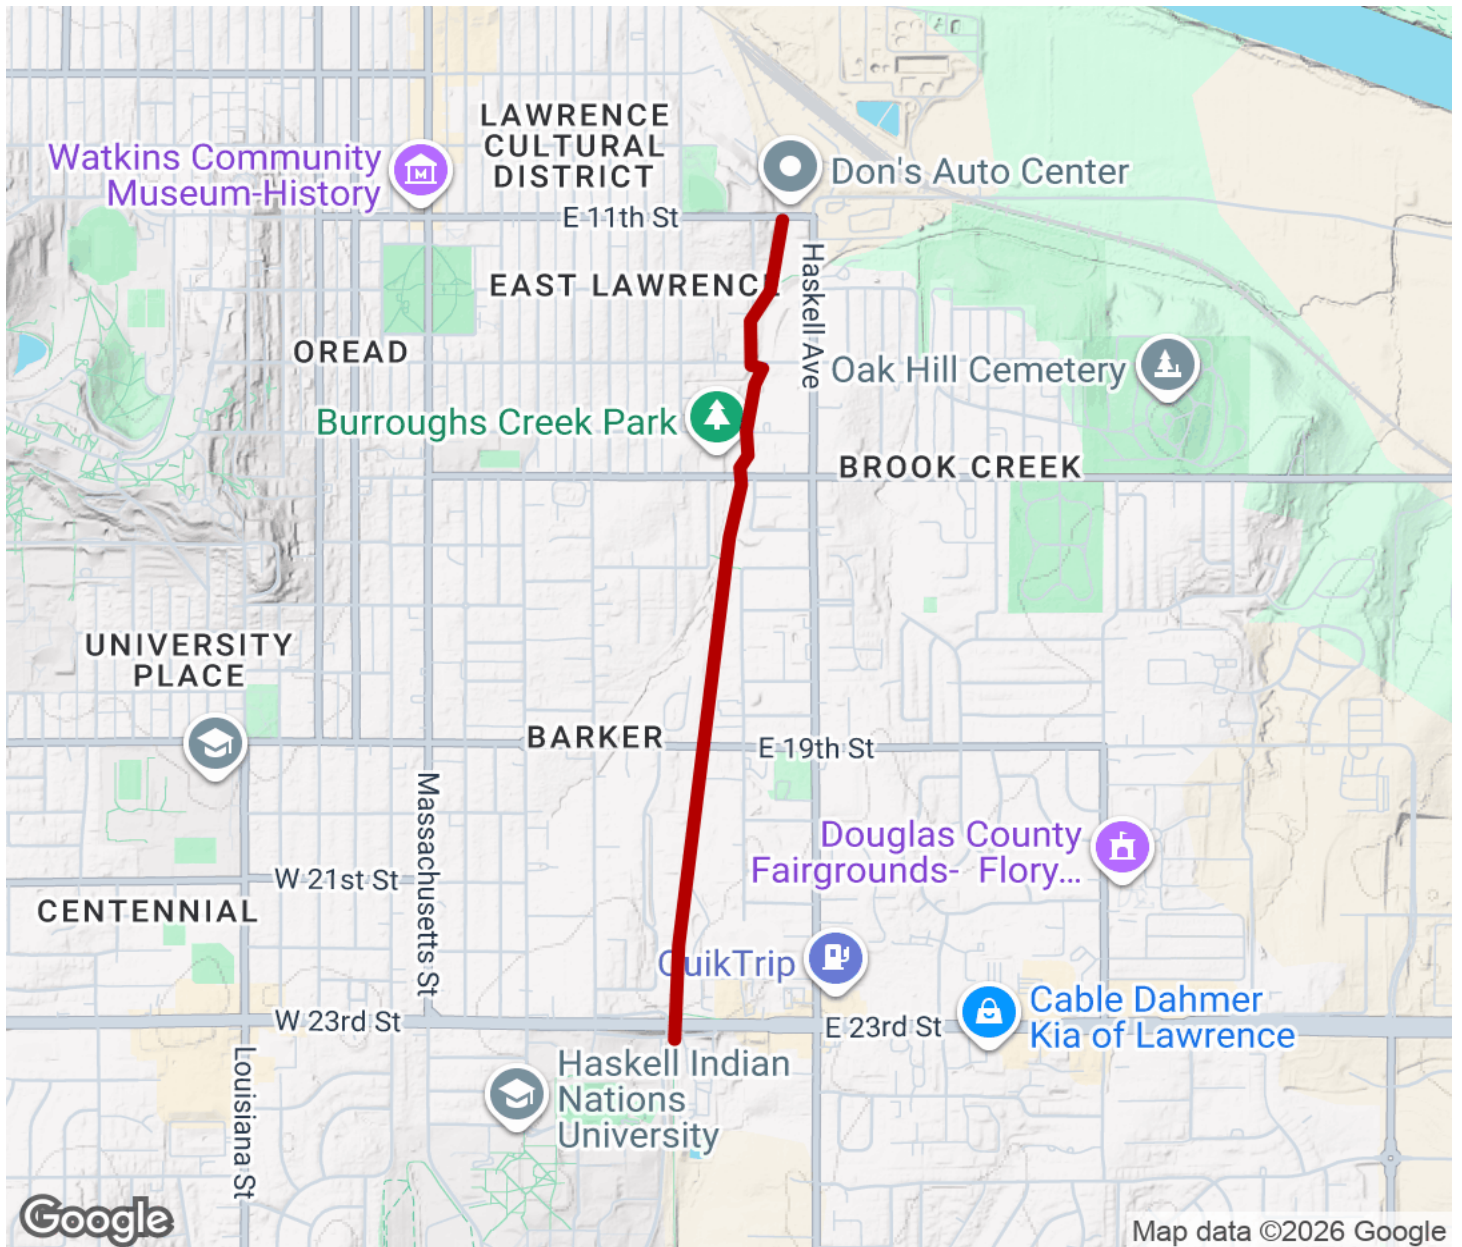 LAWRENCE
CULTURAL
DISTRICT
Watkins Community
Museum-History
Don's Auto Center
E 11th St
EAST LAWRENCE
Haskell Ave
OREAD
Oak Hill Cemetery
Burroughs Creek Park
BROOK CREEK
UNIVERSITY
PLACE
BARKER
E 19th St
Massachusetts St
Douglas County
Fairgrounds- Flory...
W 21st St
CENTENNIAL
QuikTrip
W 23rd St
E 23rd St
Cable Dahmer
Kia of Lawrence
Louisiana St
Haskell Indian
Nations
University
Google
Map data ©2026 Google